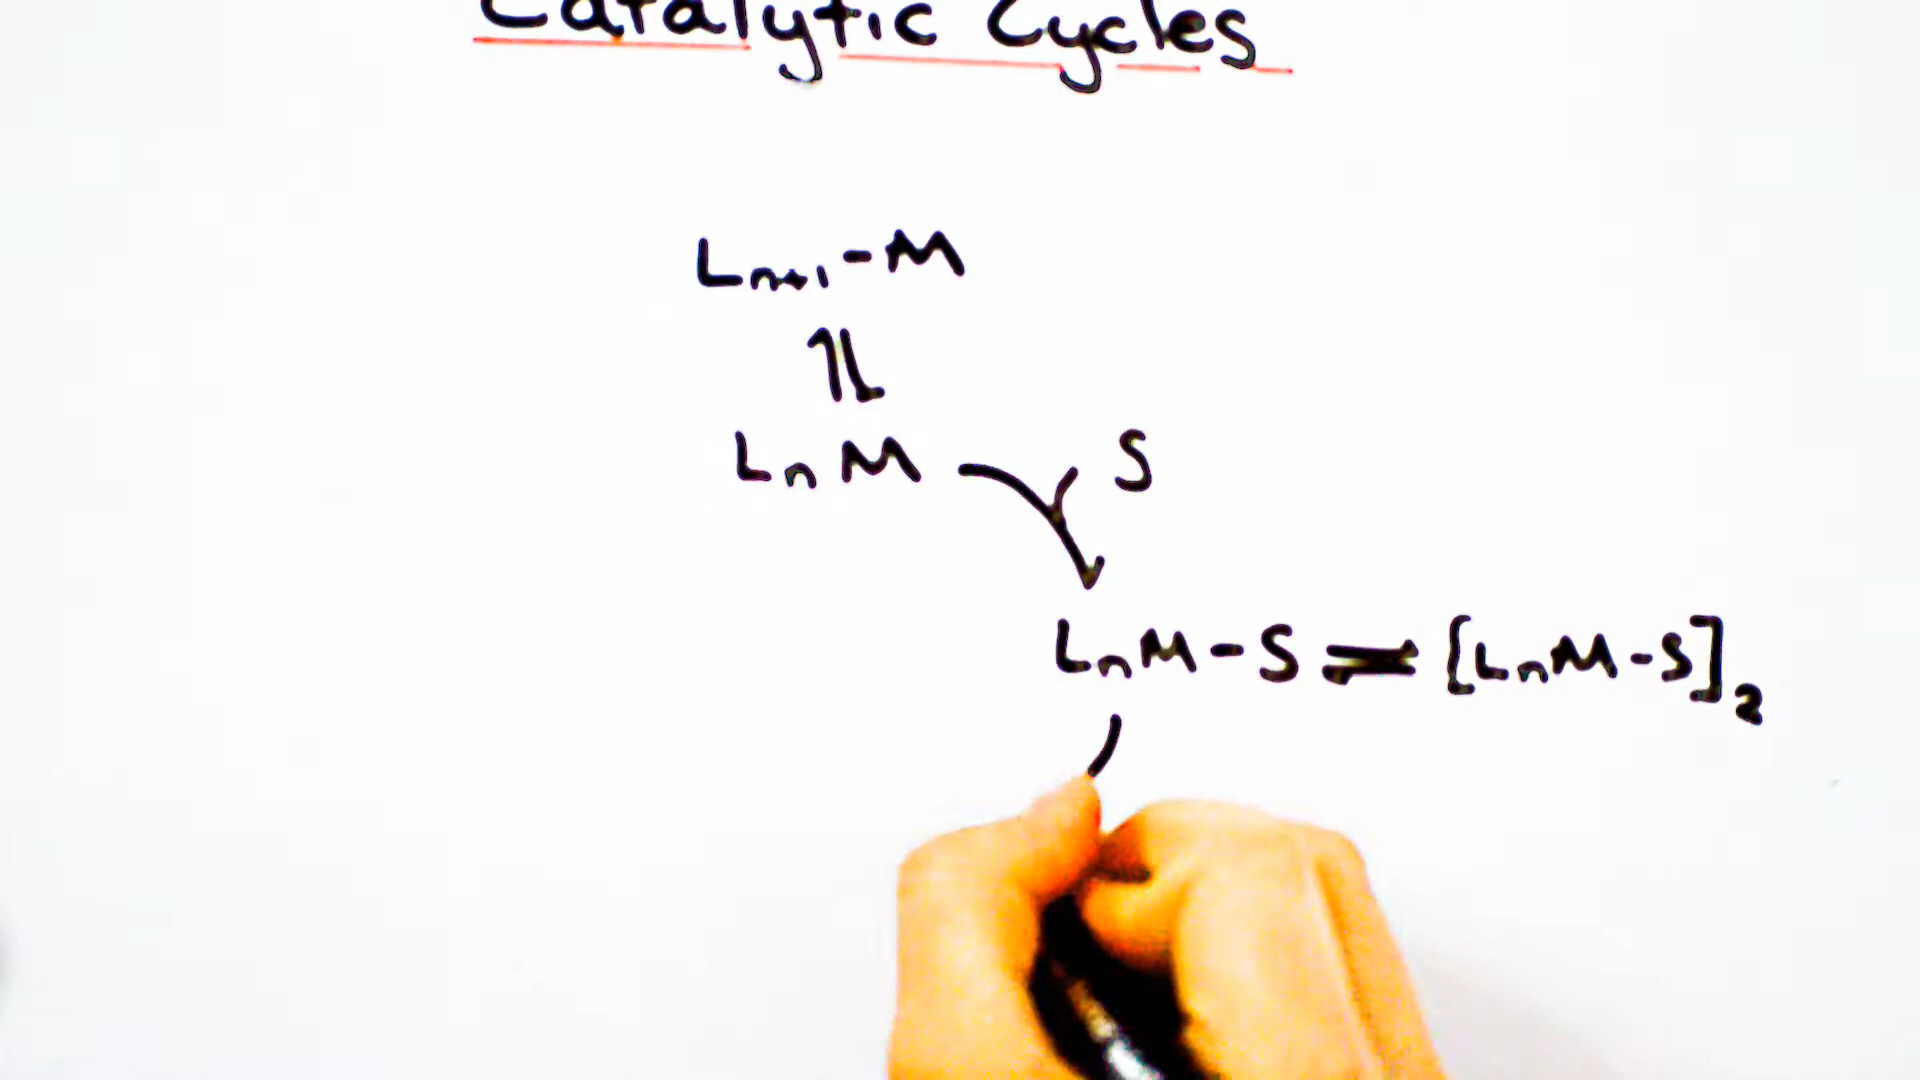 Catalytic Cycles
Lₙ₊₁-M
⥮
LₙM S
LₙM-S ⇌ [LₙM-S]₂